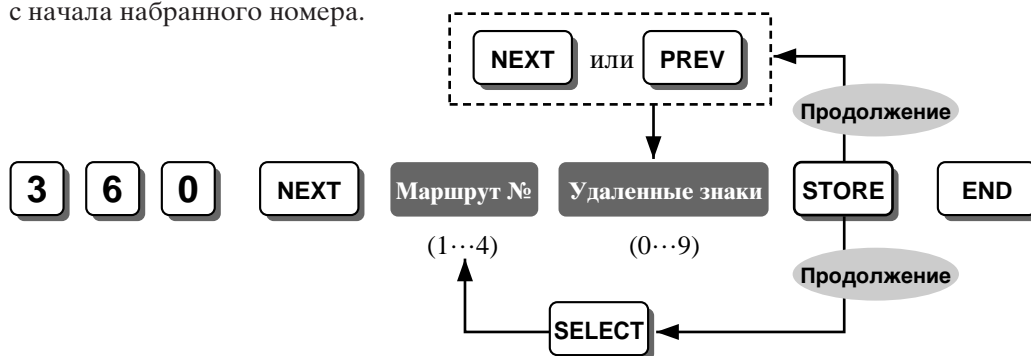 с начала набранного номера.
NEXT или PREV
Продолжение
3 6 0 NEXT Маршрут № Удаленные знаки STORE END
(1···4) (0···9)
Продолжение
SELECT